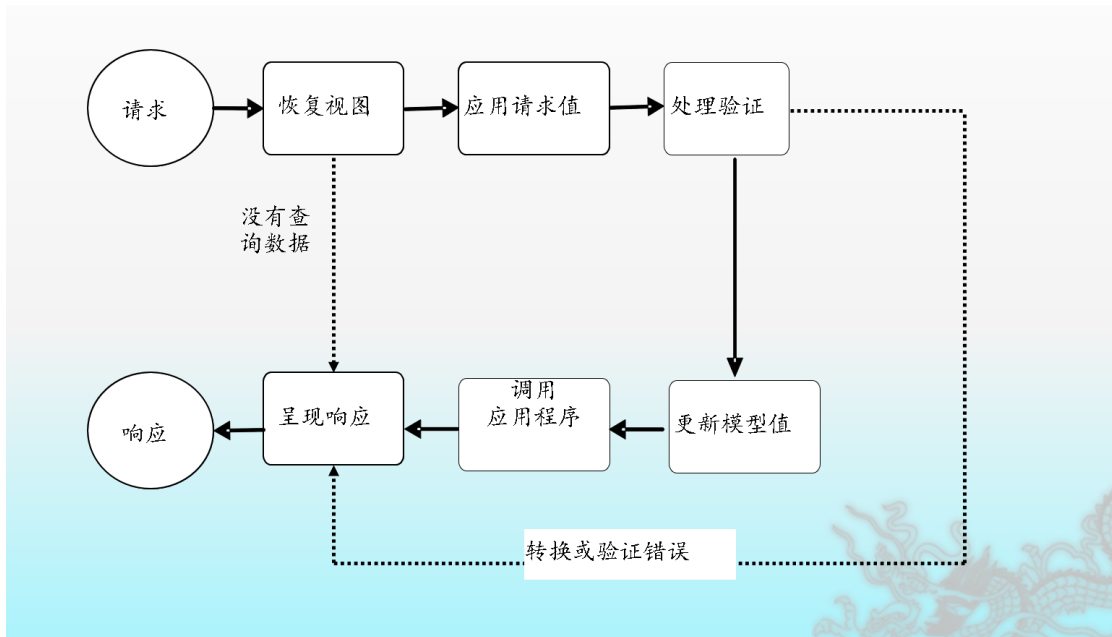 请求
恢复视图
应用请求值
处理验证
没有查
询数据
响应
呈现响应
调用
应用程序
更新模型值
转换或验证错误